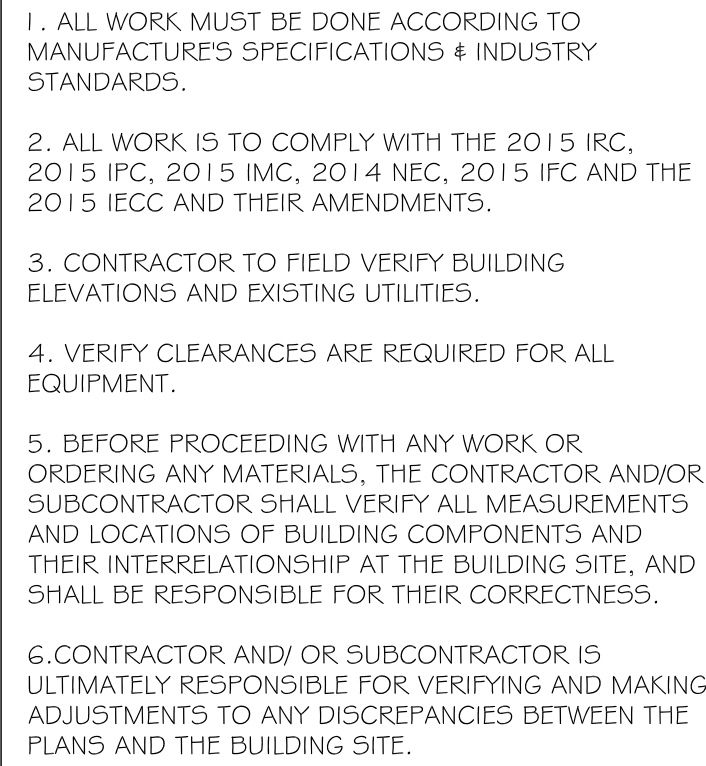 1. ALL WORK MUST BE DONE ACCORDING TO
MANUFACTURE'S SPECIFICATIONS & INDUSTRY
STANDARDS.
2. ALL WORK IS TO COMPLY WITH THE 2015 IRC,
2015 IPC, 2015 IMC, 2014 NEC, 2015 IFC AND THE
2015 IECC AND THEIR AMENDMENTS.
3. CONTRACTOR TO FIELD VERIFY BUILDING
ELEVATIONS AND EXISTING UTILITIES.
4. VERIFY CLEARANCES ARE REQUIRED FOR ALL
EQUIPMENT.
5. BEFORE PROCEEDING WITH ANY WORK OR
ORDERING ANY MATERIALS, THE CONTRACTOR AND/OR
SUBCONTRACTOR SHALL VERIFY ALL MEASUREMENTS
AND LOCATIONS OF BUILDING COMPONENTS AND
THEIR INTERRELATIONSHIP AT THE BUILDING SITE, AND
SHALL BE RESPONSIBLE FOR THEIR CORRECTNESS.
6.CONTRACTOR AND/ OR SUBCONTRACTOR IS
ULTIMATELY RESPONSIBLE FOR VERIFYING AND MAKING
ADJUSTMENTS TO ANY DISCREPANCIES BETWEEN THE
PLANS AND THE BUILDING SITE.